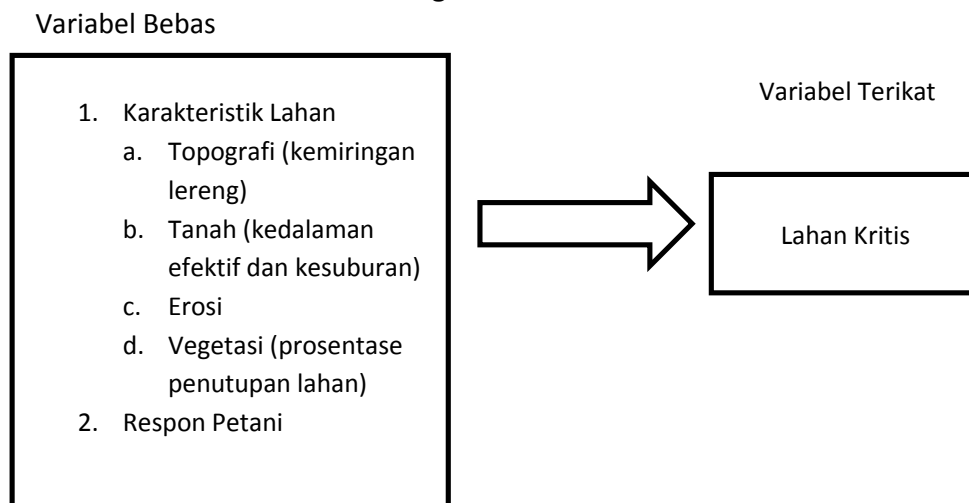 Variabel Bebas
1. Karakteristik Lahan
a. Topografi (kemiringan
lereng)
b. Tanah (kedalaman
efektif dan kesuburan)
c. Erosi
d. Vegetasi (prosentase
penutupan lahan)
2. Respon Petani
Variabel Terikat
Lahan Kritis